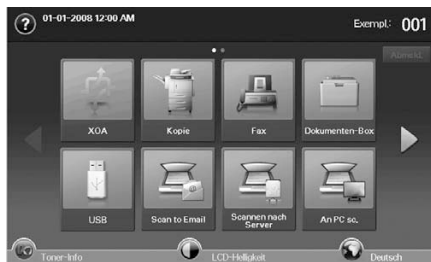 ? 01-01-2008 12:00 AM
Exempl.: 001
Abmeld.
XOA
Kopie
Fax
Dokumenten-Box
USB
Scan to Email
Scannen nach
Server
An PC sc.
Toner-Info
LCD-Helligkeit
Deutsch